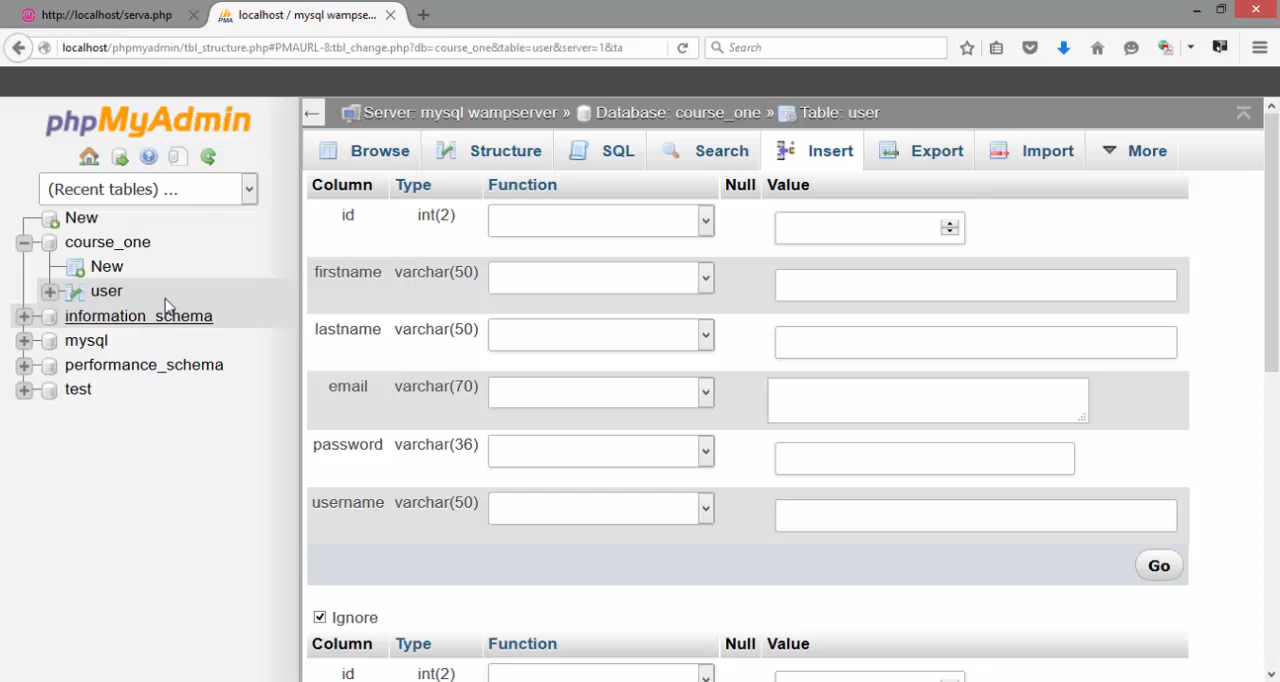 http://localhost/serva.php
localhost / mysql wampse...
localhost/phpmyadmin/tbl_structure.php#PMAURL-8:tbl_change.php?db=course_one&table=user&server=1&ta
Search
phpMyAdmin
Server: mysql wampserver » Database: course_one » Table: user
Browse Structure SQL Search Insert Export Import More
(Recent tables) ...
New
course_one
New
user
information_schema
mysql
performance_schema
test
Column Type Function Null Value
id int(2)
firstname varchar(50)
lastname varchar(50)
email varchar(70)
password varchar(36)
username varchar(50)
Go
Ignore
Column Type Function Null Value
id int(2)